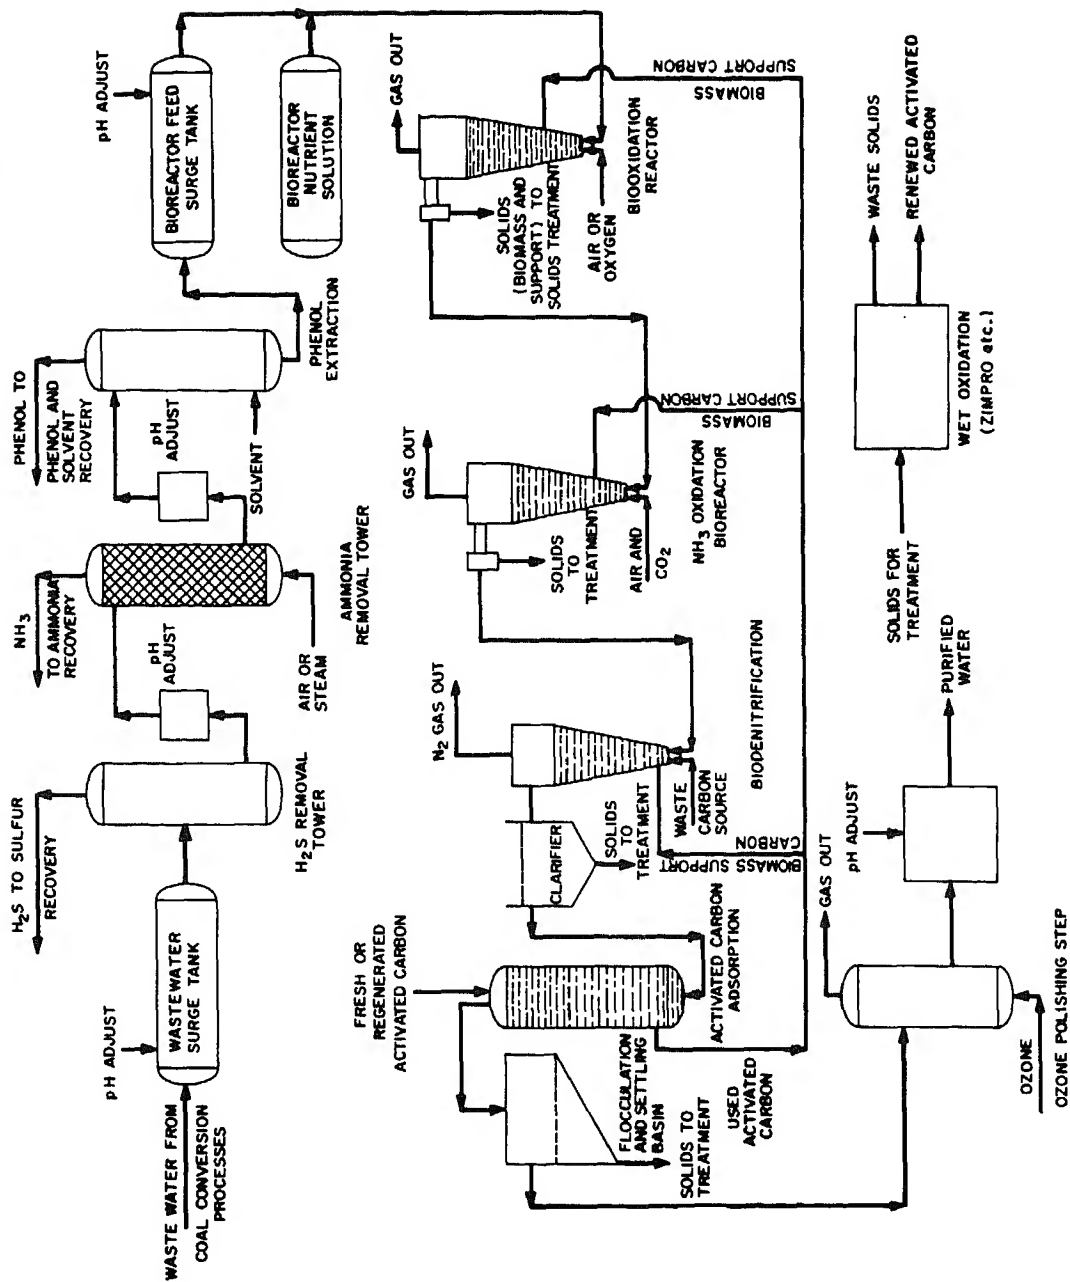 WASTE WATER FROM
COAL CONVERSION
PROCESSES
pH ADJUST
WASTEWATER
SURGE TANK
H2S TO SULFUR
RECOVERY
H2S REMOVAL
TOWER
pH
ADJUST
NH3
TO AMMONIA
RECOVERY
AIR OR
STEAM
AMMONIA
REMOVAL TOWER
pH
ADJUST
PHENOL TO
PHENOL AND
SOLVENT
RECOVERY
SOLVENT
PHENOL
EXTRACTION
pH ADJUST
BIOREACTOR FEED
SURGE TANK
BIOREACTOR
NUTRIENT
SOLUTION
GAS OUT
SOLIDS
(BIOMASS AND
SUPPORT) TO
SOLIDS TREATMENT
AIR OR
OXYGEN
BIOOXIDATION
REACTOR
BIOMASS
SUPPORT CARBON
GAS OUT
SOLIDS
TO
TREATMENT
AIR AND
CO2
NH3 OXIDATION
BIOREACTOR
BIOMASS
SUPPORT CARBON
N2 GAS OUT
CLARIFIER
SOLIDS
TO
TREATMENT
WASTE
CARBON
SOURCE
BIODENITRIFICATION
BIOMASS SUPPORT
CARBON
FRESH OR
REGENERATED
ACTIVATED CARBON
ACTIVATED CARBON
ADSORPTION
USED
ACTIVATED
CARBON
FLOCCULATION
AND SETTLING
BASIN
SOLIDS TO
TREATMENT
OZONE
OZONE POLISHING STEP
GAS OUT
pH ADJUST
PURIFIED
WATER
SOLIDS FOR
TREATMENT
WET OXIDATION
(ZIMPRO etc.)
WASTE SOLIDS
RENEWED ACTIVATED
CARBON